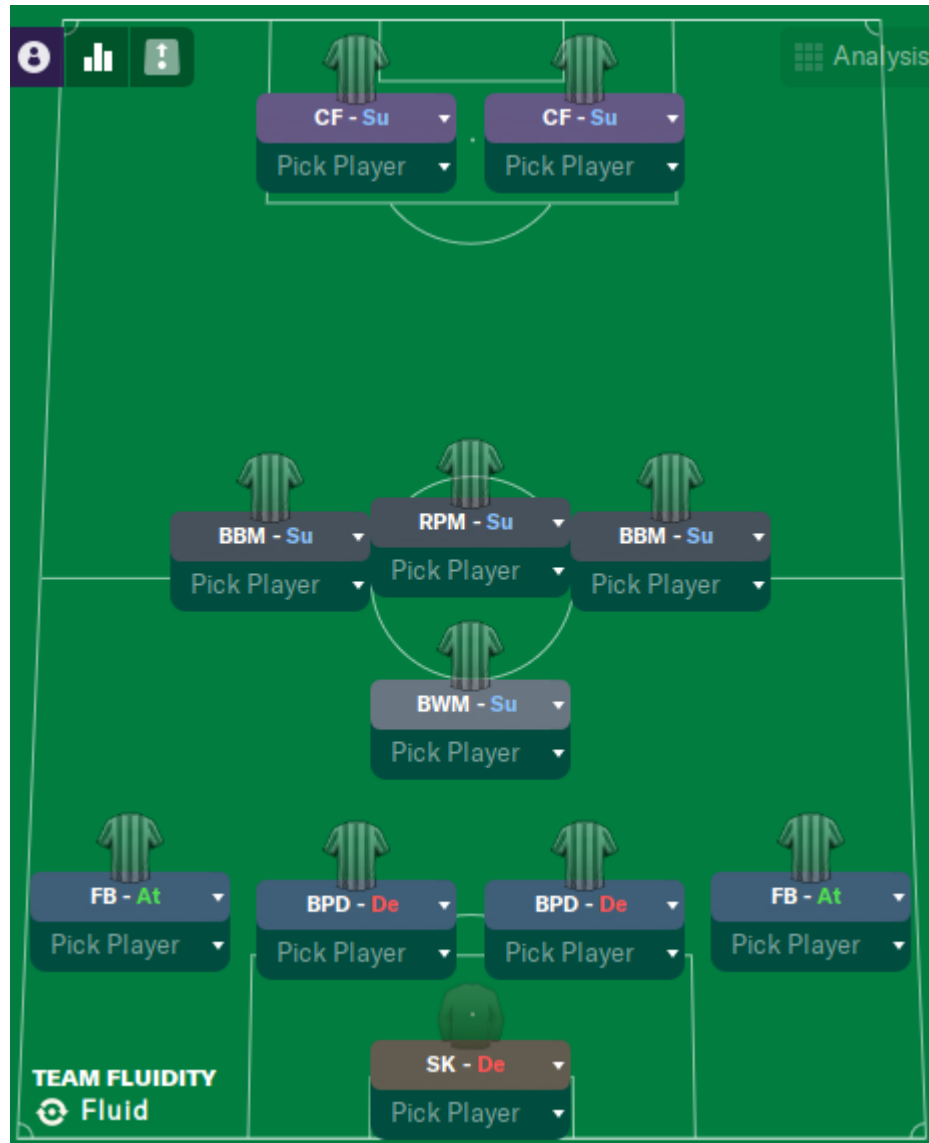 Analysis
CF - Su
CF - Su
Pick Player
Pick Player
BBM - Su
RPM - Su
BBM - Su
Pick Player
Pick Player
Pick Player
BWM - Su
Pick Player
FB - At
BPD - De
BPD - De
FB - At
Pick Player
Pick Player
Pick Player
Pick Player
SK - De
Pick Player
TEAM FLUIDITY
Fluid